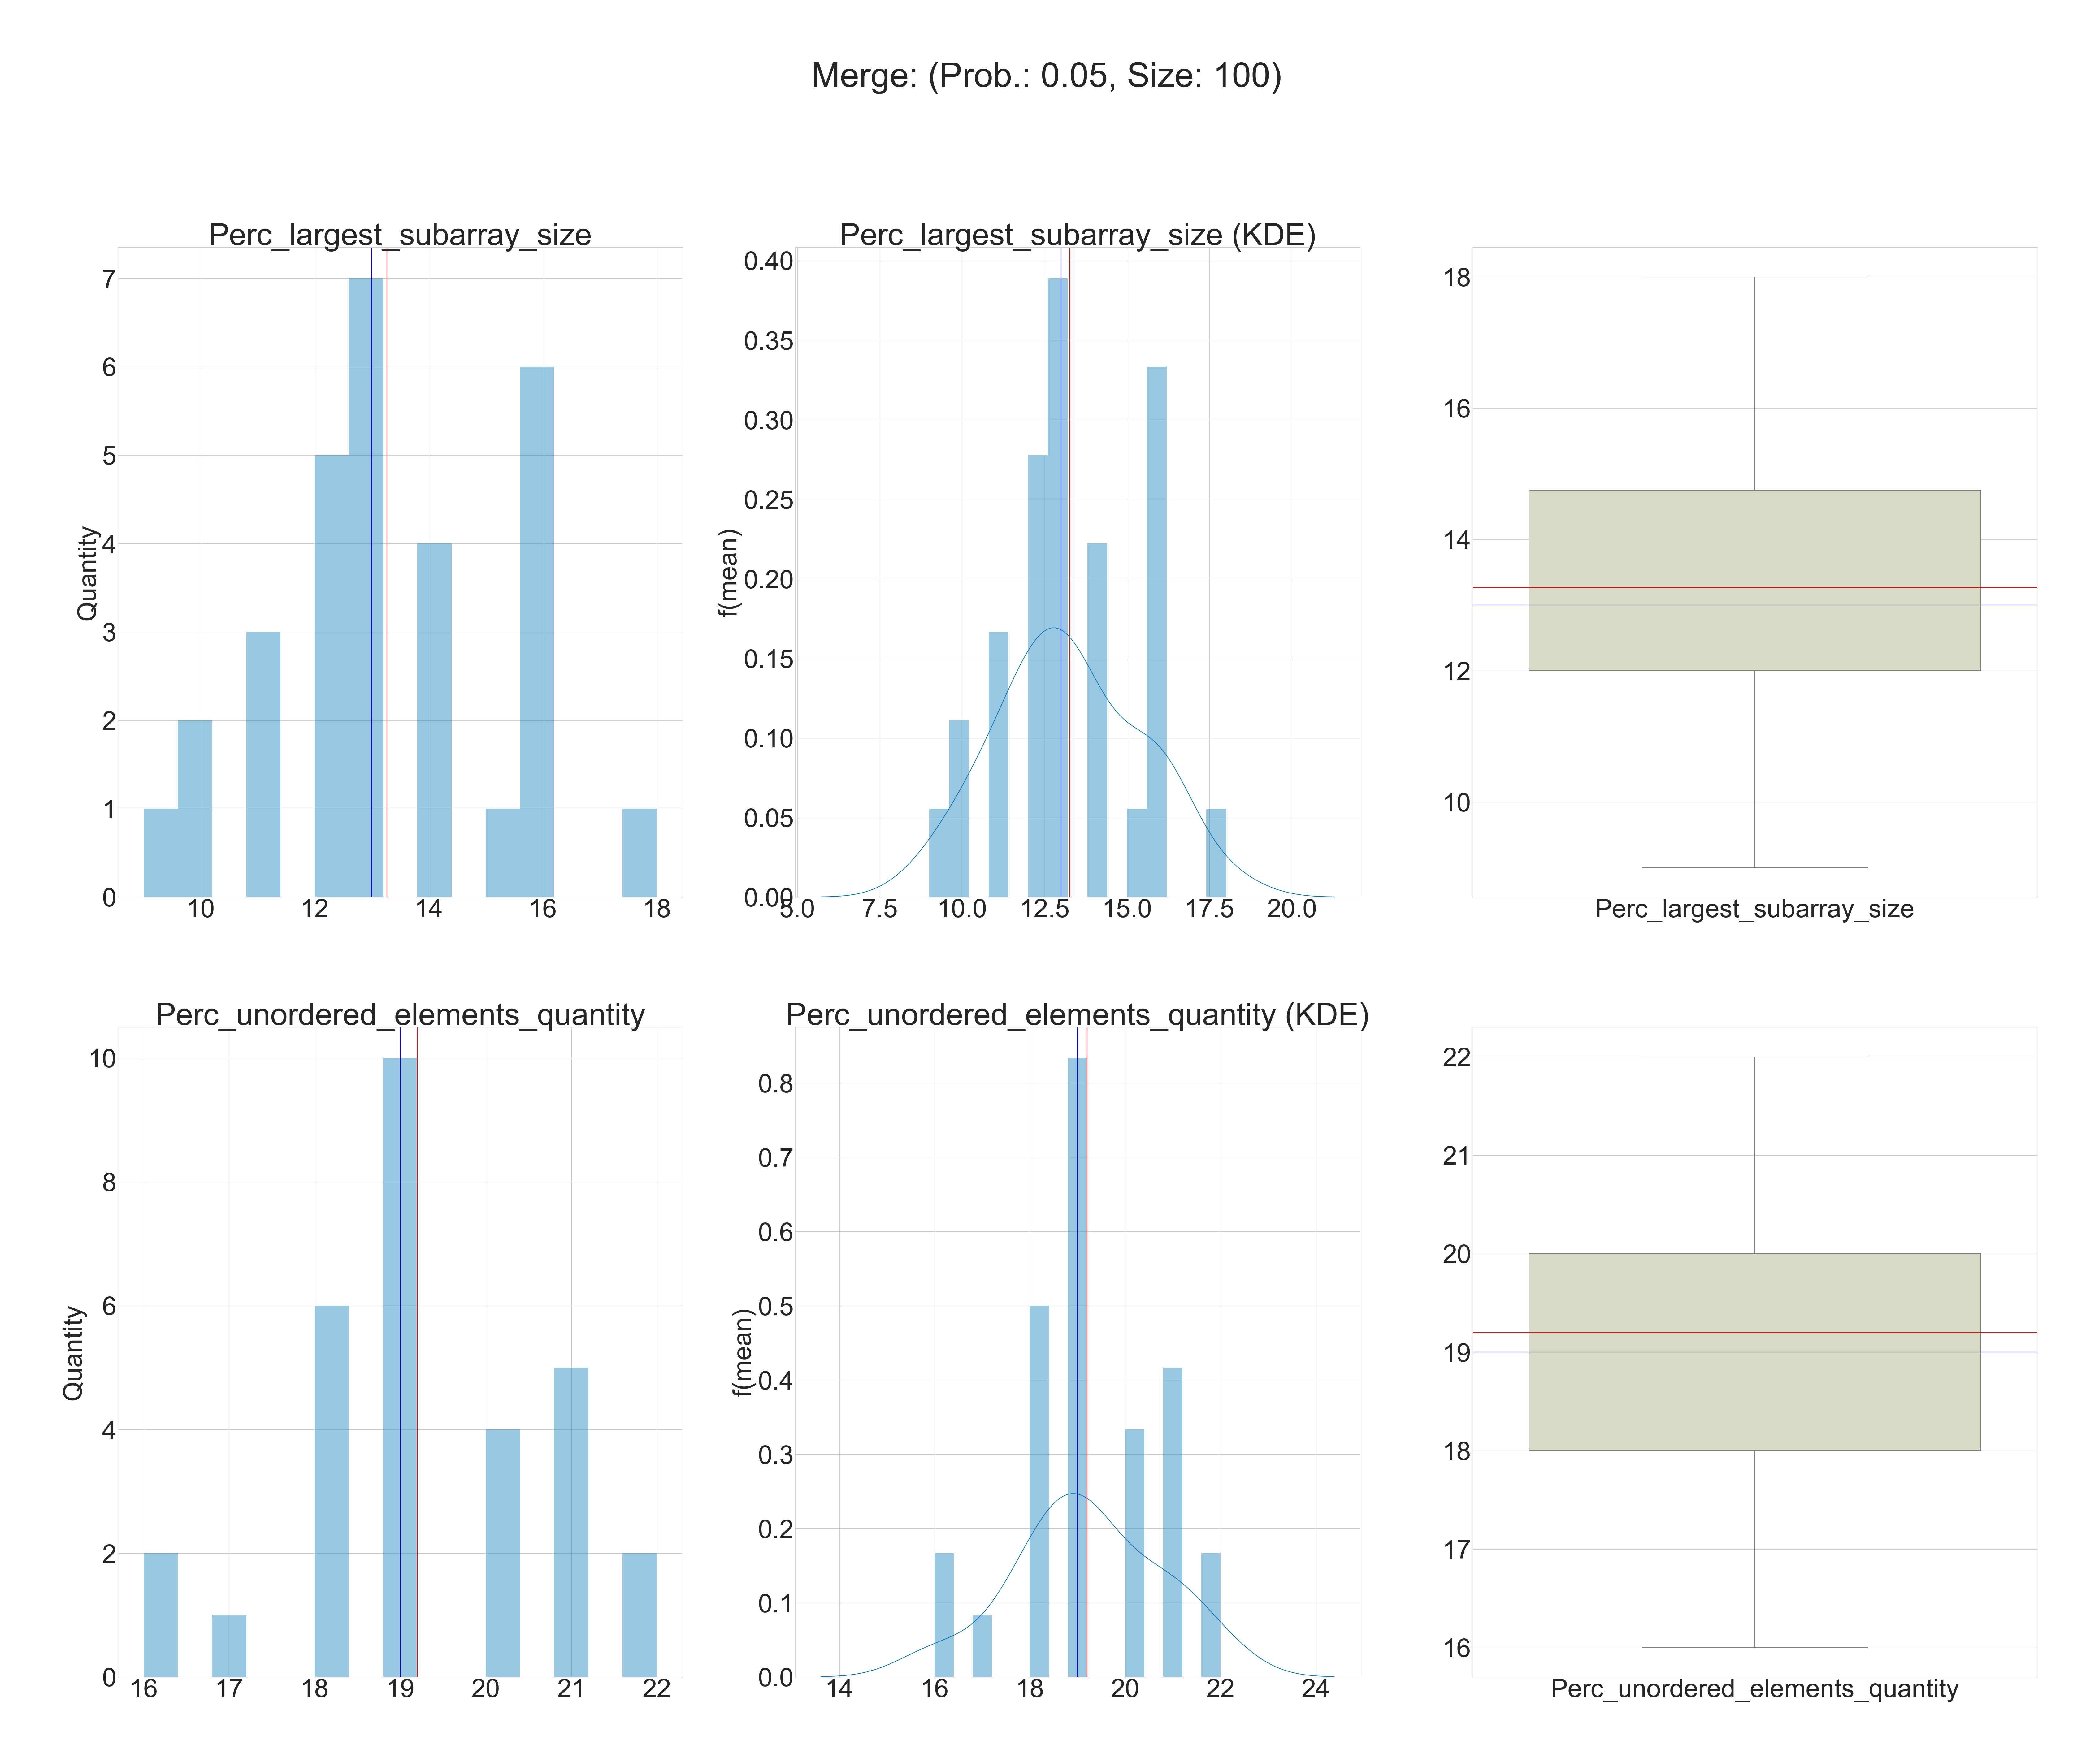 Merge: (Prob.: 0.05, Size: 100)
Perc_largest_subarray_size
Quantity
7
6
5
4
3
2
1
0
10 12 14 16 18
Perc_largest_subarray_size (KDE)
f(mean)
0.40
0.35
0.30
0.25
0.20
0.15
0.10
0.05
0.00
5.0 7.5 10.0 12.5 15.0 17.5 20.0
18
16
14
12
10
Perc_largest_subarray_size
Perc_unordered_elements_quantity
Quantity
10
8
6
4
2
0
16 17 18 19 20 21 22
Perc_unordered_elements_quantity (KDE)
f(mean)
0.8
0.7
0.6
0.5
0.4
0.3
0.2
0.1
0.0
14 16 18 20 22 24
22
21
20
19
18
17
16
Perc_unordered_elements_quantity